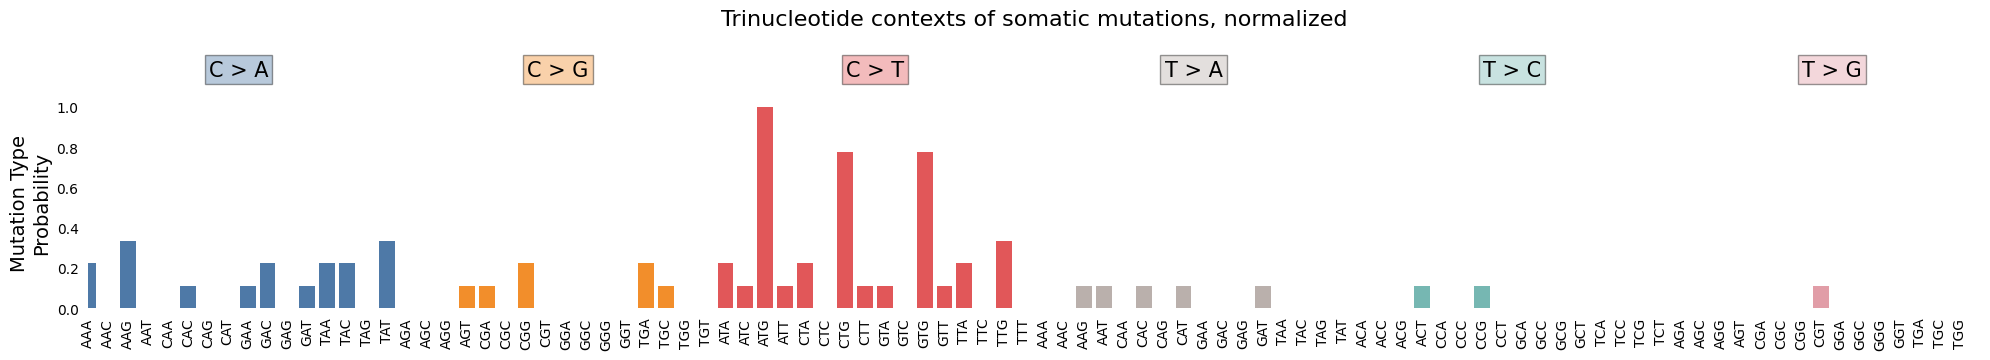 Trinucleotide contexts of somatic mutations, normalized
C > A C > G C > T T > A T > C T > G
Mutation Type
Probability
1.0
0.8
0.6
0.4
0.2
0.0
AAA AAC AAG AAT CAA CAC CAG CAT GAA GAC GAG GAT TAA TAC TAG TAT AGA AGC AGG AGT CGA CGC CGG CGT GGA GGC GGG GGT TGA TGC TGG TGT ATA ATC ATG ATT CTA CTC CTG CTT GTA GTC GTG GTT TTA TTC TTG TTT AAA AAC AAG AAT CAA CAC CAG CAT GAA GAC GAG GAT TAA TAC TAG TAT ACA ACC ACG ACT CCA CCC CCG CCT GCA GCC GCG GCT TCA TCC TCG TCT AGA AGC AGG AGT CGA CGC CGG CGT GGA GGC GGG GGT TGA TGC TGG